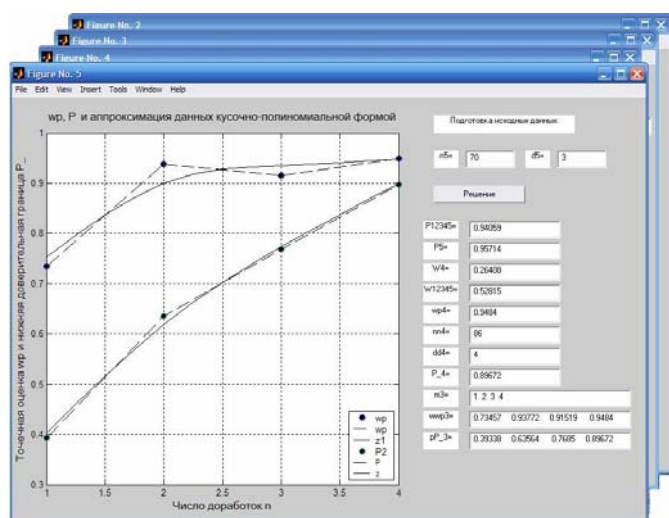 Figure No. 2
Figure No. 3
Figure No. 4
Figure No. 5
File Edit View Insert Tools Window Help
wp, P и аппроксимация данных кусочно-полиномиальной формой
Точечная оценка wp и нижняя доверительная граница P_
1
0.9
0.8
0.7
0.6
0.5
0.4
0.3
1 1.5 2 2.5 3 3.5 4
Число доработок n
wp
wp
z1
P2
P
z
Подготовка исходных данных:
n5= 70 d5= 3
Решение
P12345= 0.94059
P5= 0.95714
W4= 0.26408
W12345= 0.52815
wp4= 0.9484
nn4= 86
dd4= 4
P_4= 0.89672
m3= 1 2 3 4
wwp3= 0.73457 0.93772 0.91519 0.9484
pP_3= 0.39338 0.63564 0.7685 0.89672